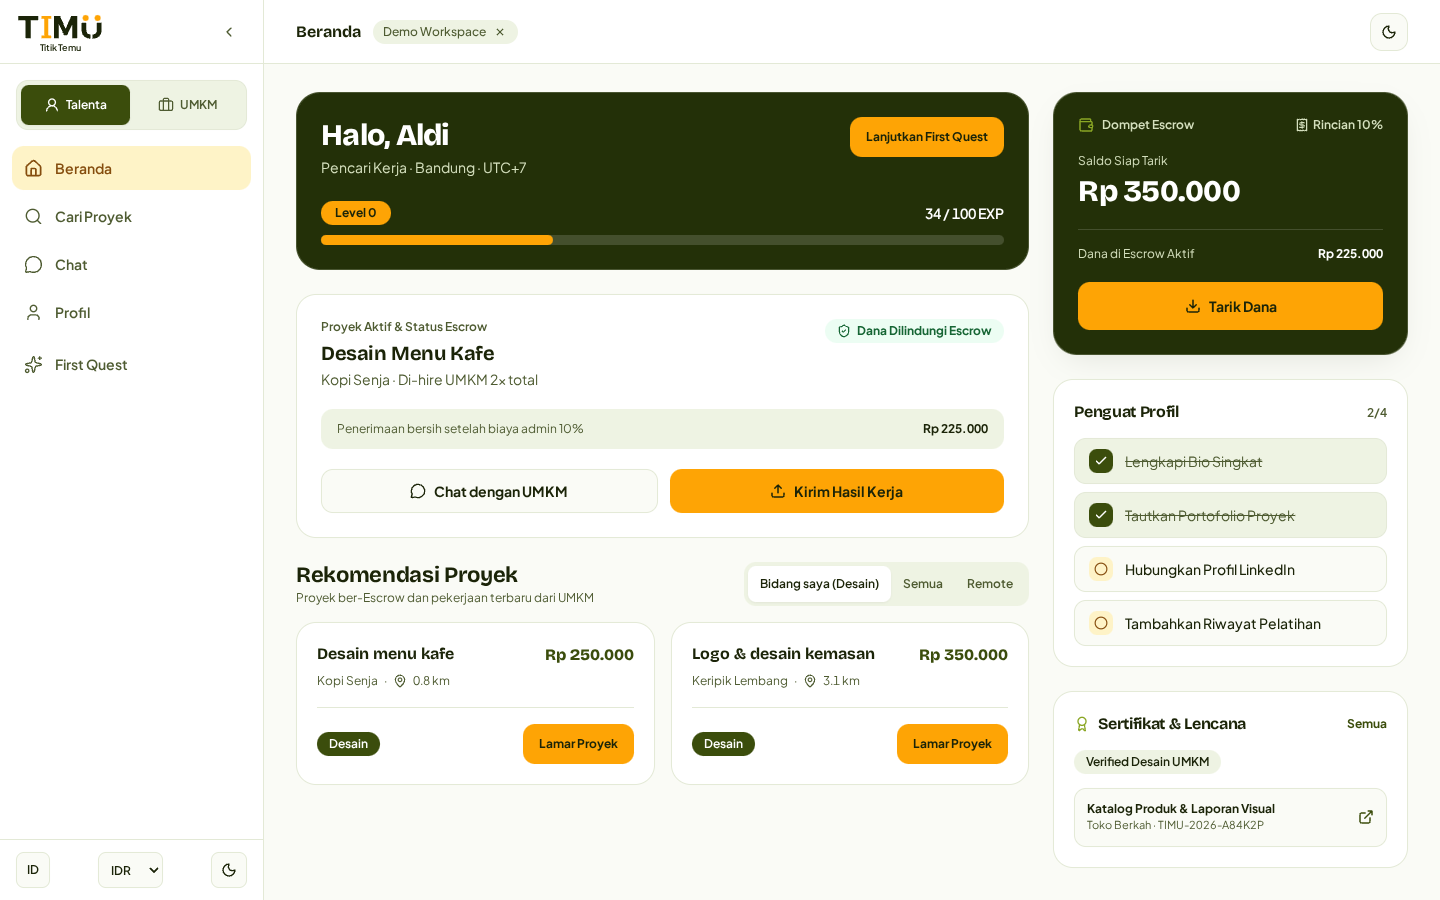 TIMÜ
Titik Temu
Talenta
UMKM
Beranda
Cari Proyek
Chat
Profil
First Quest
ID
IDR
Beranda
Demo Workspace
Halo, Aldi
Pencari Kerja · Bandung · UTC+7
Lanjutkan First Quest
Level 0
34 / 100 EXP
Proyek Aktif & Status Escrow
Desain Menu Kafe
Kopi Senja · Di-hire UMKM 2× total
Dana Dilindungi Escrow
Penerimaan bersih setelah biaya admin 10%
Rp 225.000
Chat dengan UMKM
Kirim Hasil Kerja
Rekomendasi Proyek
Proyek ber-Escrow dan pekerjaan terbaru dari UMKM
Bidang saya (Desain)
Semua
Remote
Desain menu kafe
Rp 250.000
Kopi Senja · 0.8 km
Desain
Lamar Proyek
Logo & desain kemasan
Rp 350.000
Keripik Lembang · 3.1 km
Desain
Lamar Proyek
Dompet Escrow
Rincian 10%
Saldo Siap Tarik
Rp 350.000
Dana di Escrow Aktif
Rp 225.000
Tarik Dana
Penguat Profil
2/4
Lengkapi Bio Singkat
Tautkan Portofolio Proyek
Hubungkan Profil LinkedIn
Tambahkan Riwayat Pelatihan
Sertifikat & Lencana
Semua
Verified Desain UMKM
Katalog Produk & Laporan Visual
Toko Berkah · TIMU-2026-A84K2P